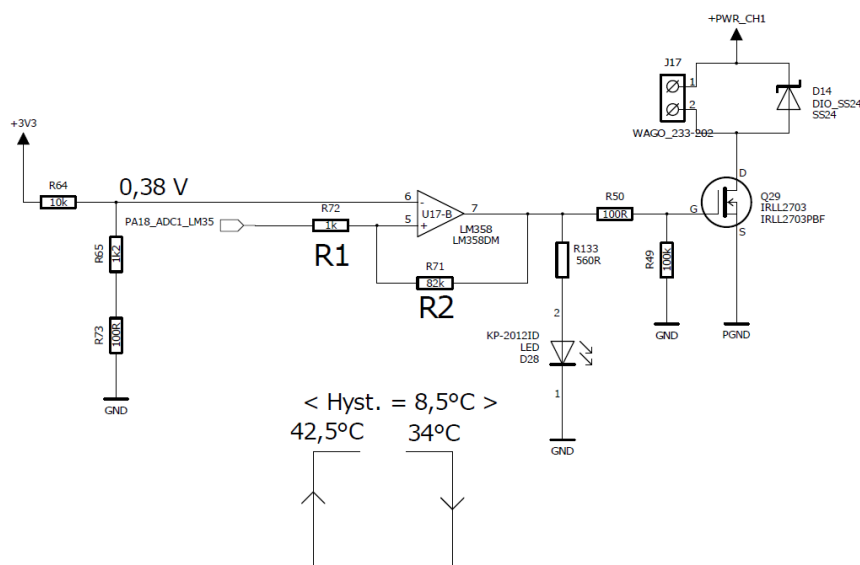 +PWR_CH1
J17
1
2
WAGO_233-202
D14
DIO_SS24
SS24
+3V3
R64
10k
0,38 V
PA18_ADC1_LM35
R72
1k
R1
6
-
5
+
U17-B
7
LM358
LM358DM
R50
100R
D
G
S
Q29
IRLL2703
IRLL2703PBF
R65
1k2
R71
82k
R2
R133
560R
R49
100k
R73
100R
2
KP-2012ID
LED
D28
1
GND
PGND
GND
GND
< Hyst. = 8,5°C >
42,5°C
34°C